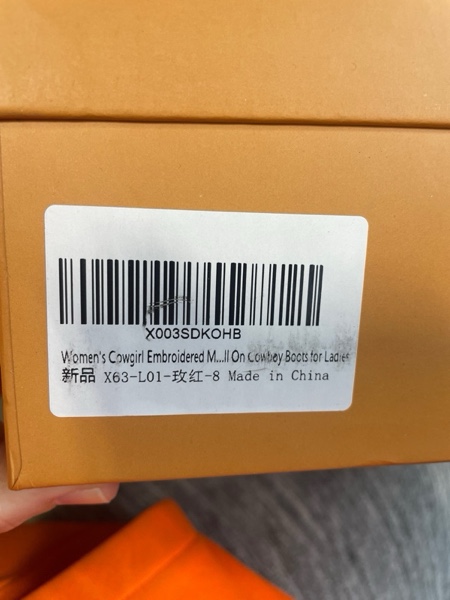 X003SDKOHB
Women's Cowgirl Embroidered M...ll On Cowboy Boots for Ladies
新品 X63-L01-玫红-8 Made in China